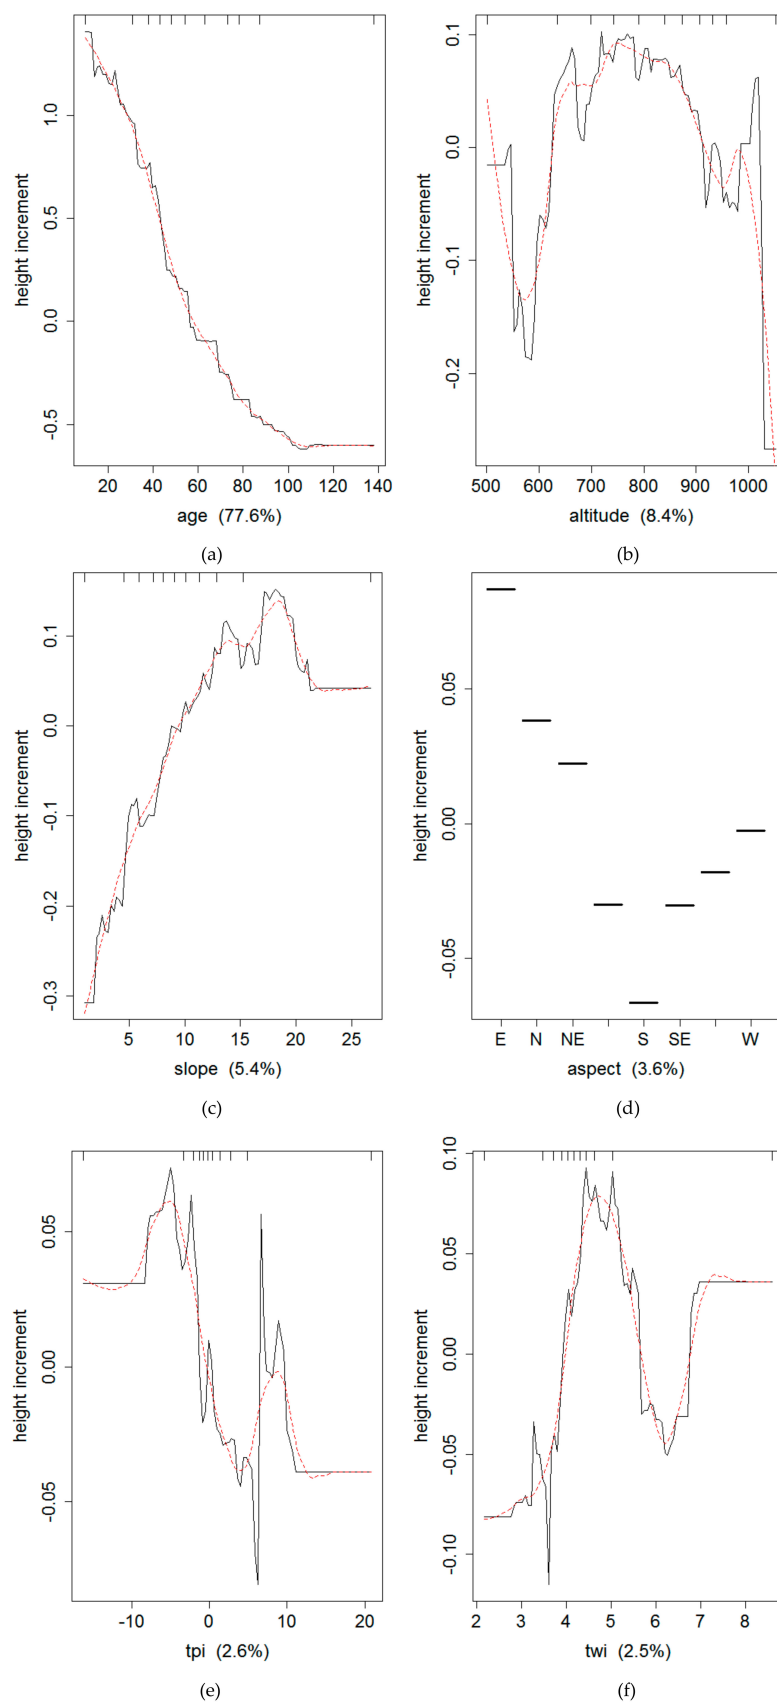 height increment
-0.5 0.0 0.5 1.0
20 40 60 80 100 120 140
age (77.6%)
(a)
height increment
-0.2 -0.1 0.0 0.1
500 600 700 800 900 1000
altitude (8.4%)
(b)
height increment
-0.3 -0.2 -0.1 0.0 0.1
5 10 15 20 25
slope (5.4%)
(c)
height increment
-0.05 0.00 0.05
E N NE S SE W
aspect (3.6%)
(d)
height increment
-0.05 0.00 0.05
-10 0 10 20
tpi (2.6%)
(e)
height increment
-0.10 -0.05 0.00 0.05 0.10
2 3 4 5 6 7 8
twi (2.5%)
(f)